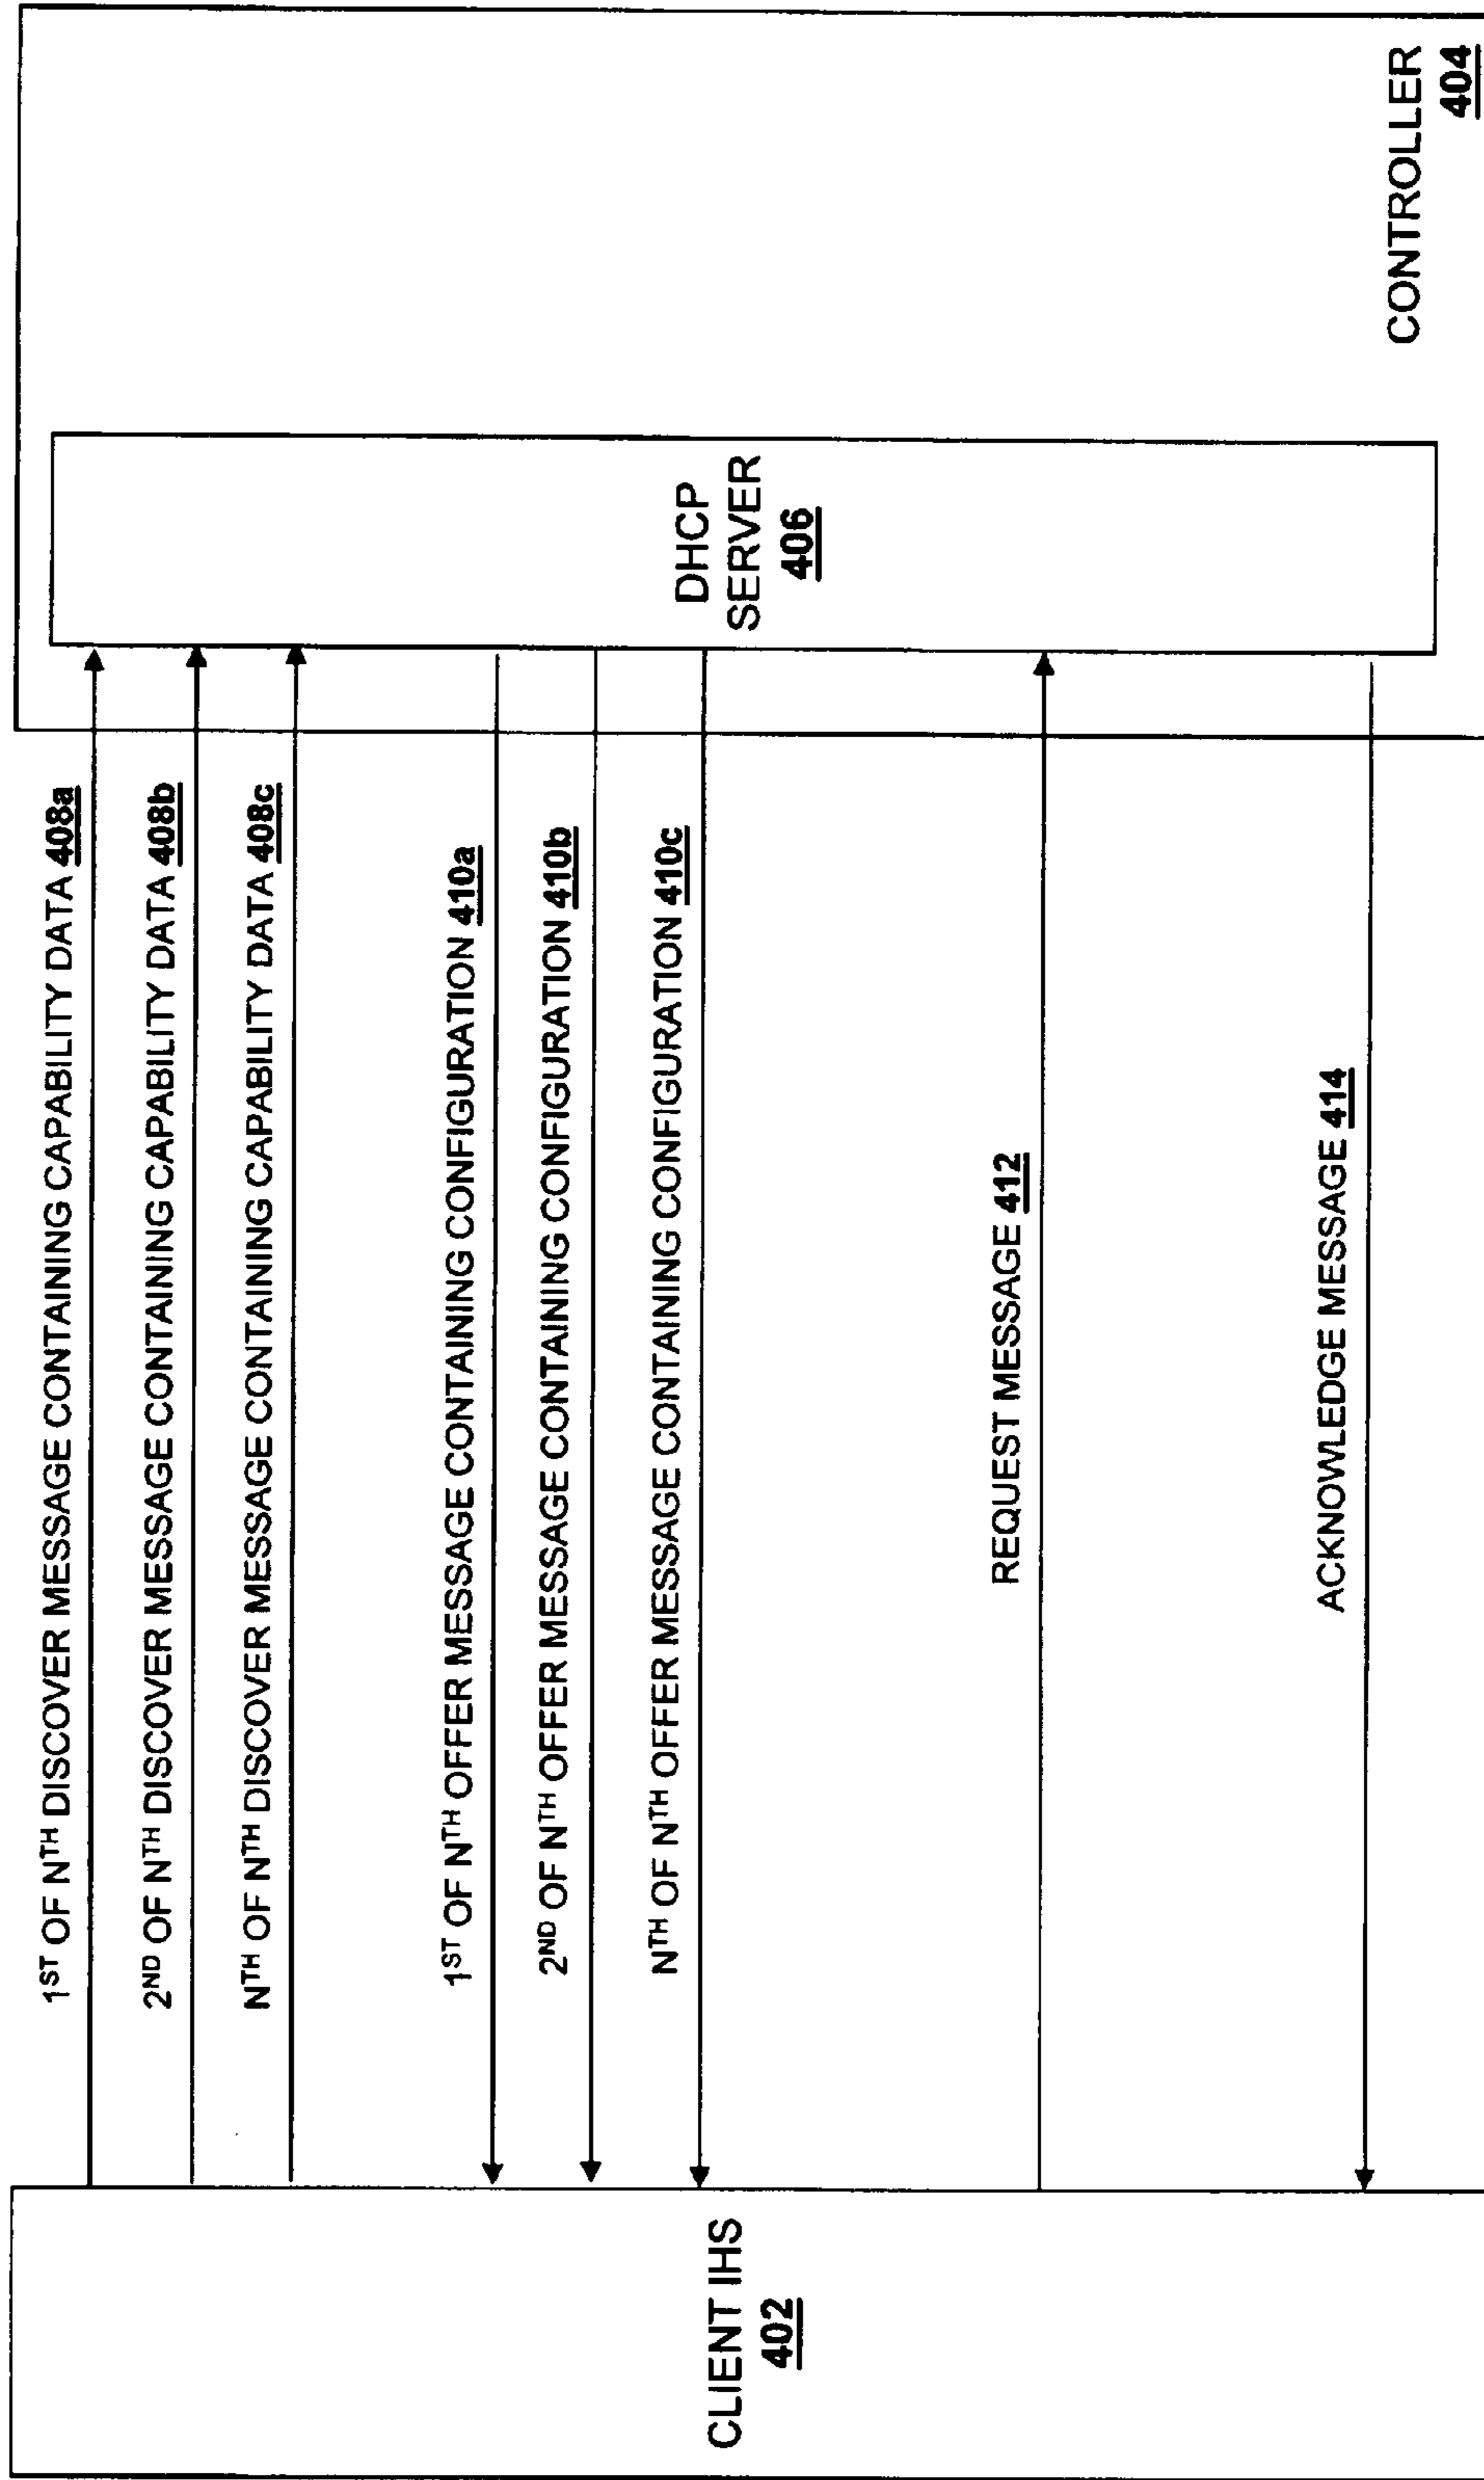 1ST OF NTH DISCOVER MESSAGE CONTAINING CAPABILITY DATA 408a
2ND OF NTH DISCOVER MESSAGE CONTAINING CAPABILITY DATA 408b
NTH OF NTH DISCOVER MESSAGE CONTAINING CAPABILITY DATA 408c
1ST OF NTH OFFER MESSAGE CONTAINING CONFIGURATION 410a
2ND OF NTH OFFER MESSAGE CONTAINING CONFIGURATION 410b
NTH OF NTH OFFER MESSAGE CONTAINING CONFIGURATION 410c
CLIENT IHS
402
DHCP
SERVER
406
REQUEST MESSAGE 412
ACKNOWLEDGE MESSAGE 414
CONTROLLER
404